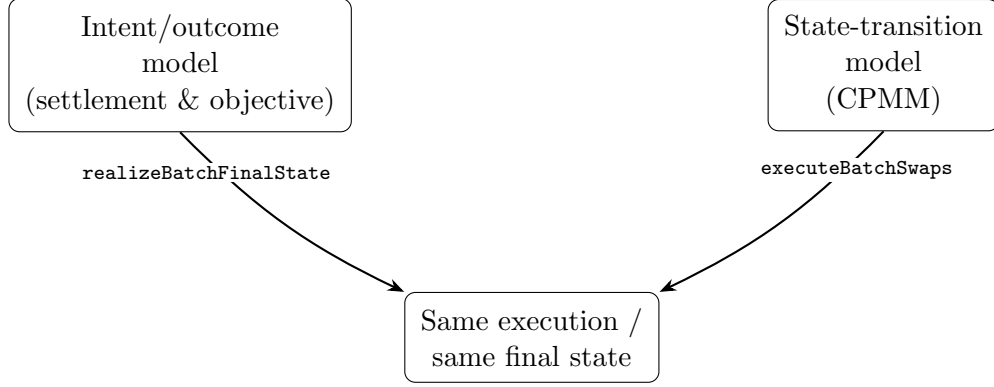 Intent/outcome
model
(settlement & objective)
State-transition
model
(CPMM)
realizeBatchFinalState
executeBatchSwaps
Same execution /
same final state